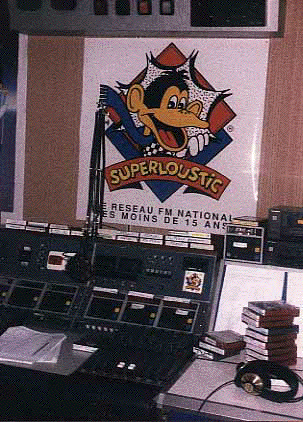 SUPERLOUSTIC
LE RESEAU FM NATIONAL
DES MOINS DE 15 ANS